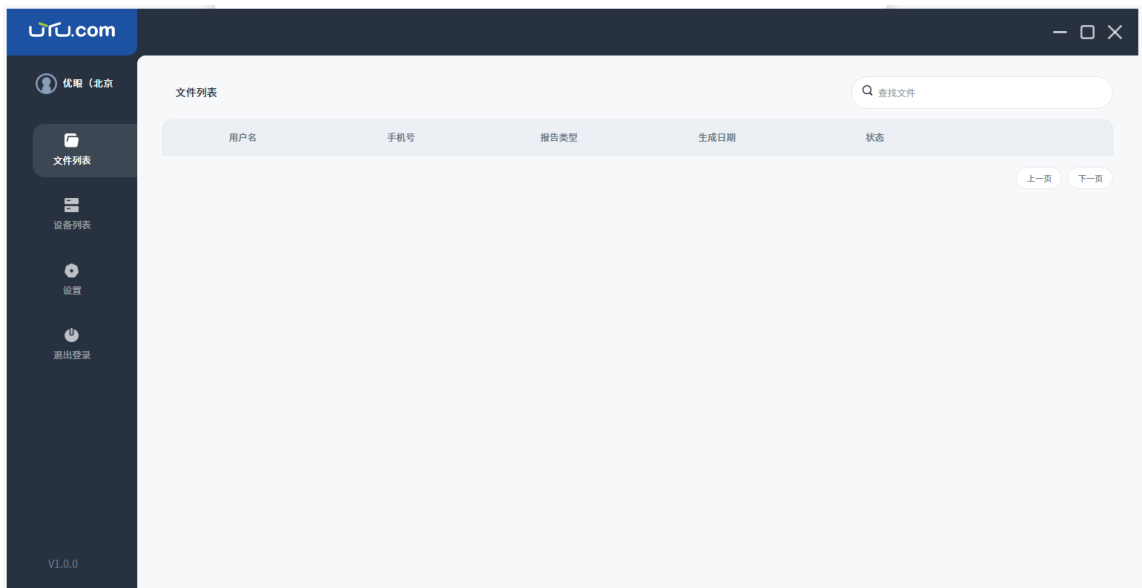 uru.com
优眼（北京
文件列表
设备列表
设置
退出登录
V1.0.0
文件列表
查找文件
用户名 手机号 报告类型 生成日期 状态
上一页 下一页